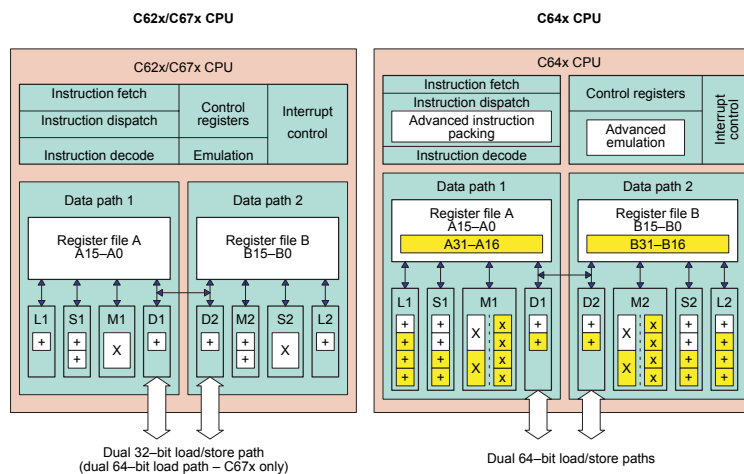 C62x/C67x CPU
C62x/C67x CPU
Instruction fetch
Instruction dispatch
Instruction decode
Control
registers
Emulation
Interrupt
control
Data path 1
Register file A
A15–A0
Data path 2
Register file B
B15–B0
L1
+
S1
+
+
M1
X
D1
+
D2
+
M2
+
+
S2
X
L2
+
Dual 32–bit load/store path
(dual 64–bit load path – C67x only)
C64x CPU
C64x CPU
Instruction fetch
Instruction dispatch
Advanced instruction
packing
Instruction decode
Control registers
Advanced
emulation
Interrupt
control
Data path 1
Register file A
A15–A0
A31–A16
Data path 2
Register file B
B15–B0
B31–B16
L1
+
+
+
+
S1
+
+
+
+
M1
X
X
x
x
x
x
D1
+
+
D2
+
+
M2
X
X
x
x
x
x
S2
+
+
+
+
L2
+
+
+
+
Dual 64–bit load/store paths